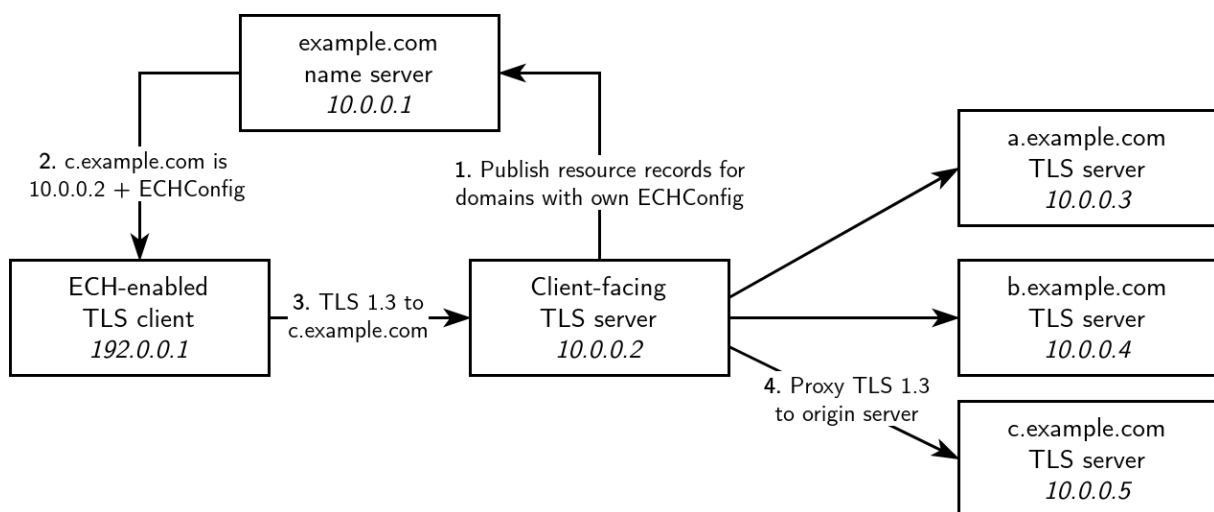 example.com
name server
10.0.0.1
2. c.example.com is
10.0.0.2 + ECHConfig
1. Publish resource records for
domains with own ECHConfig
a.example.com
TLS server
10.0.0.3
ECH-enabled
TLS client
192.0.0.1
3. TLS 1.3 to
c.example.com
Client-facing
TLS server
10.0.0.2
b.example.com
TLS server
10.0.0.4
4. Proxy TLS 1.3
to origin server
c.example.com
TLS server
10.0.0.5